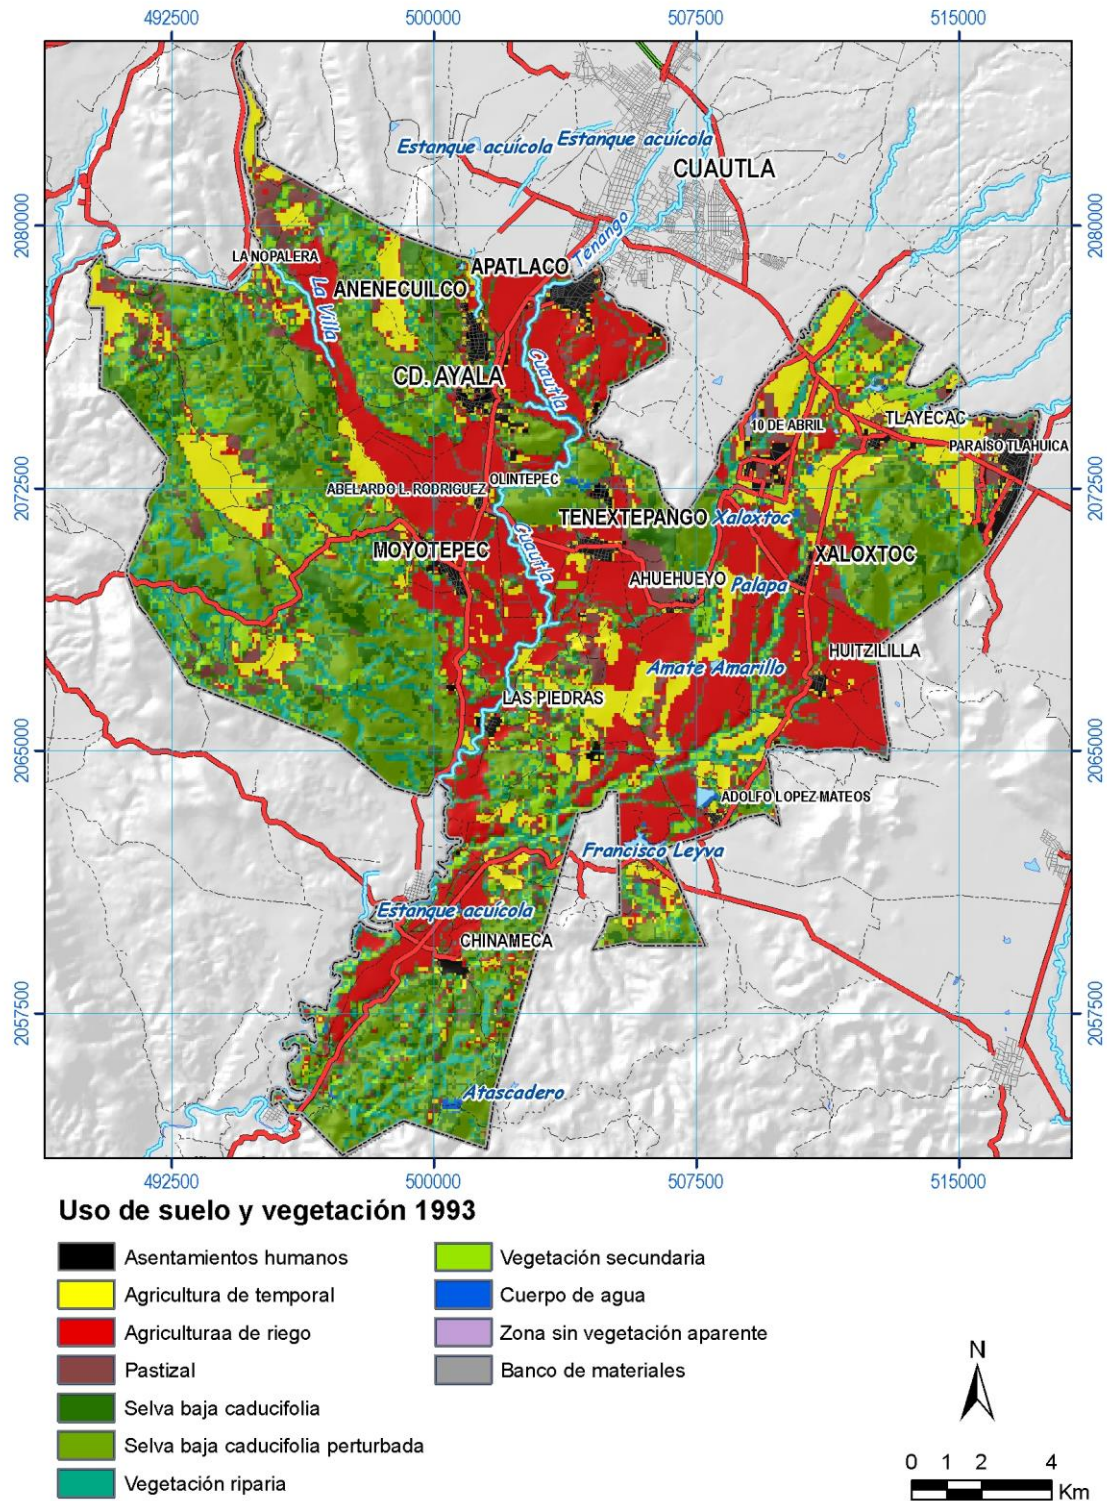 492500 500000 507500 515000
Estanque acuícola Estanque acuícola
CUAUTLA
2080000 2080000
Tenango
LA NOPALERA
APATLACO
ANENECUILCO
La Villa
CD. AYALA
Cuautla
TLAYECAC
10 DE ABRIL
PARAÍSO TLAHUICA
OLINTEPEC
ABELARDO L. RODRIGUEZ
2072500 2072500
TENEXTEPANGO Xaloxtoc
Cuautla
MOYOTEPEC
XALOXTOC
AHUEHUEYO Palapa
HUITZILILLA
Amate Amarillo
LAS PIEDRAS
2065000 2065000
ADOLFO LOPEZ MATEOS
Francisco Leyva
Estanque acuícola
CHINAMECA
2057500 2057500
Atascadero
492500 500000 507500 515000
Uso de suelo y vegetación 1993
Asentamientos humanos
Agricultura de temporal
Agriculturaa de riego
Pastizal
Selva baja caducifolia
Selva baja caducifolia perturbada
Vegetación riparia
Vegetación secundaria
Cuerpo de agua
Zona sin vegetación aparente
Banco de materiales
N
0 1 2 4
Km